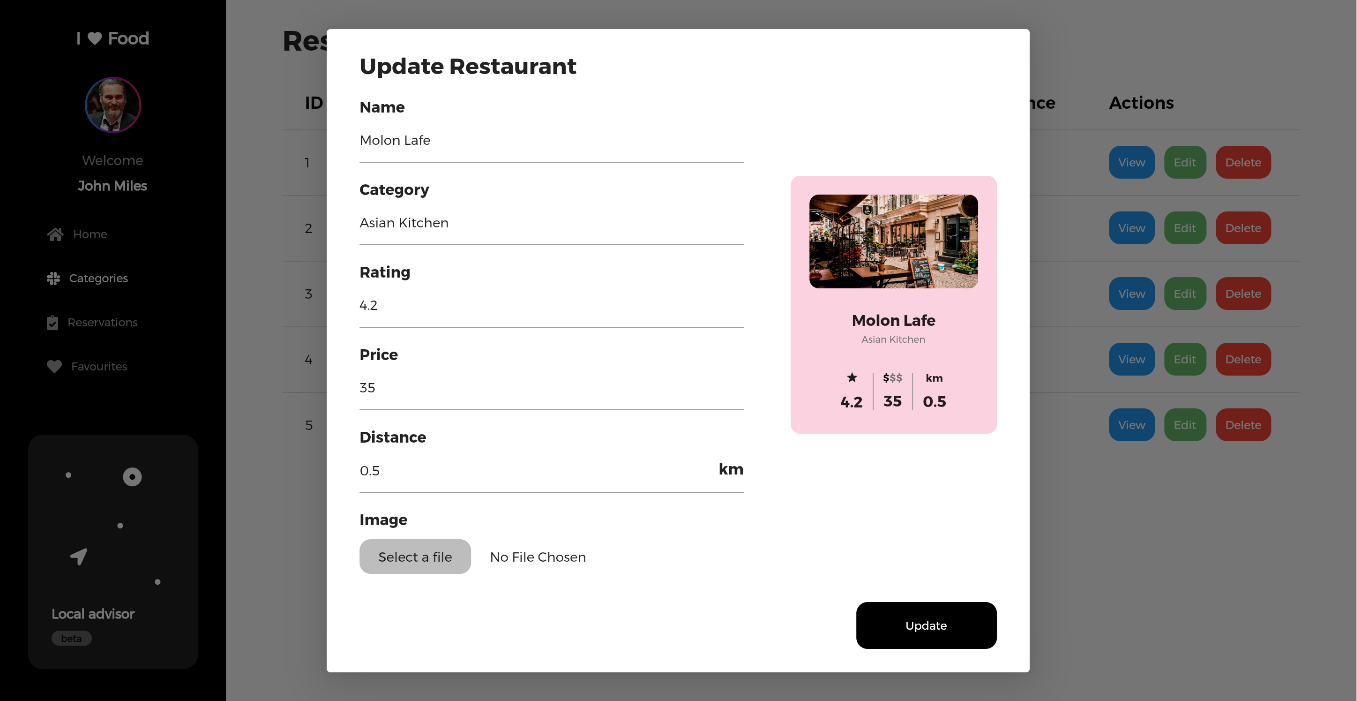 I Food
Welcome
John Miles
Home
Categories
Reservations
Favourites
Local advisor
beta
Res
ID
nce
Actions
1
View
Edit
Delete
2
View
Edit
Delete
3
View
Edit
Delete
4
View
Edit
Delete
5
View
Edit
Delete
Update Restaurant
Name
Molon Lafe
Category
Asian Kitchen
Rating
4.2
Price
35
Distance
0.5 km
Image
Select a file No File Chosen
Molon Lafe
Asian Kitchen
$$$ km
4.2 35 0.5
Update